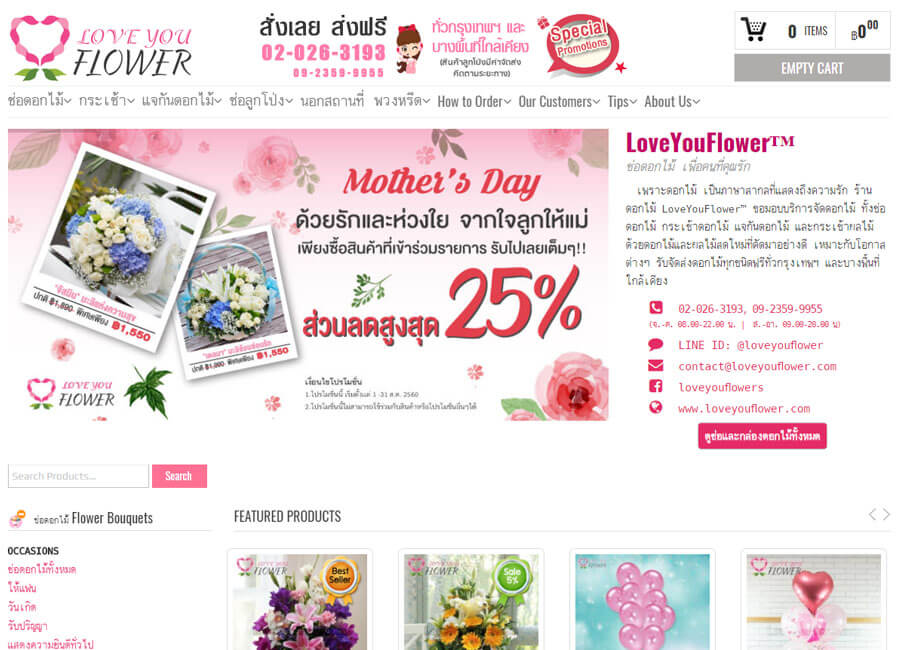 LOVE YOU
FLOWER
สั่งเลย ส่งฟรี
02-026-3193
09-2359-9955
ทั่วกรุงเทพฯ และ
บางพื้นที่ใกล้เคียง
(สินค้าลูกโป่งมีค่าจัดส่ง
คิดตามระยะทาง)
Special
Promotions
0 ITEMS
฿0.00
EMPTY CART
ช่อดอกไม้ กระเช้า แจกันดอกไม้ ช่อลูกโป่ง นอกสถานที่ พวงหรีด How to Order Our Customers Tips About Us
Mother's Day
ด้วยรักและห่วงใย จากใจลูกให้แม่
เพียงซื้อสินค้าที่เข้าร่วมรายการ รับไปเลยเต็มๆ!!
ส่วนลดสูงสุด 25%
ปกติ ฿1,890- พิเศษเพียง ฿1,550
ปกติ ฿1,890- พิเศษเพียง ฿1,550
LOVE YOU
FLOWER
เงื่อนไขโปรโมชั่น
1.โปรโมชั่นนี้ เริ่มตั้งแต่ 1 -31 ส.ค. 2560
2.โปรโมชั่นนี้ไม่สามารถใช้ร่วมกับสินค้าหรือโปรโมชั่นอื่นๆได้
LoveYouFlower™
ช่อดอกไม้ เพื่อคนที่คุณรัก
เพราะดอกไม้ เป็นภาษาสากลที่แสดงถึงความรัก ร้าน
ดอกไม้ LoveYouFlower™ ขอมอบบริการจัดดอกไม้ ทั้งช่อ
ดอกไม้ กระเช้าดอกไม้ แจกันดอกไม้ และกระเช้าผลไม้
ด้วยดอกไม้และผลไม้สดใหม่ที่คัดมาอย่างดี เหมาะกับโอกาส
ต่างๆ รับจัดส่งดอกไม้ทุกชนิดฟรีทั่วกรุงเทพฯ และบางพื้นที่
ใกล้เคียง
02-026-3193, 09-2359-9955
(จ.-ศ. 08.00-22.00 น. | ส.-อา. 09.00-20.00 น)
LINE ID: @loveyouflower
contact@loveyouflower.com
loveyouflowers
www.loveyouflower.com
ดูช่อและกล่องดอกไม้ทั้งหมด
Search Products...
Search
ช่อดอกไม้ Flower Bouquets
FEATURED PRODUCTS
OCCASIONS
ช่อดอกไม้ทั้งหมด
ให้แฟน
วันเกิด
รับปริญญา
แสดงความยินดีทั่วไป
LOVE YOU
FLOWER
Best
Seller
LOVE YOU
FLOWER
Sale
5%
FLOWER
LOVE YOU
FLOWER